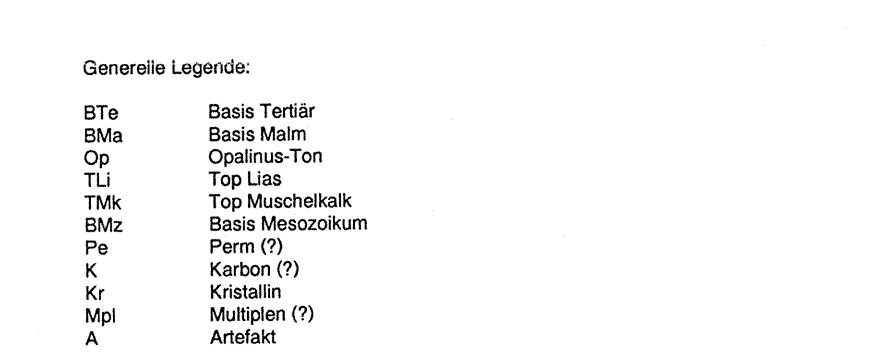 Generelle Legende:
BTe Basis Tertiär
BMa Basis Malm
Op Opalinus-Ton
TLi Top Lias
TMk Top Muschelkalk
BMz Basis Mesozoikum
Pe Perm (?)
K Karbon (?)
Kr Kristallin
Mpl Multiplen (?)
A Artefakt